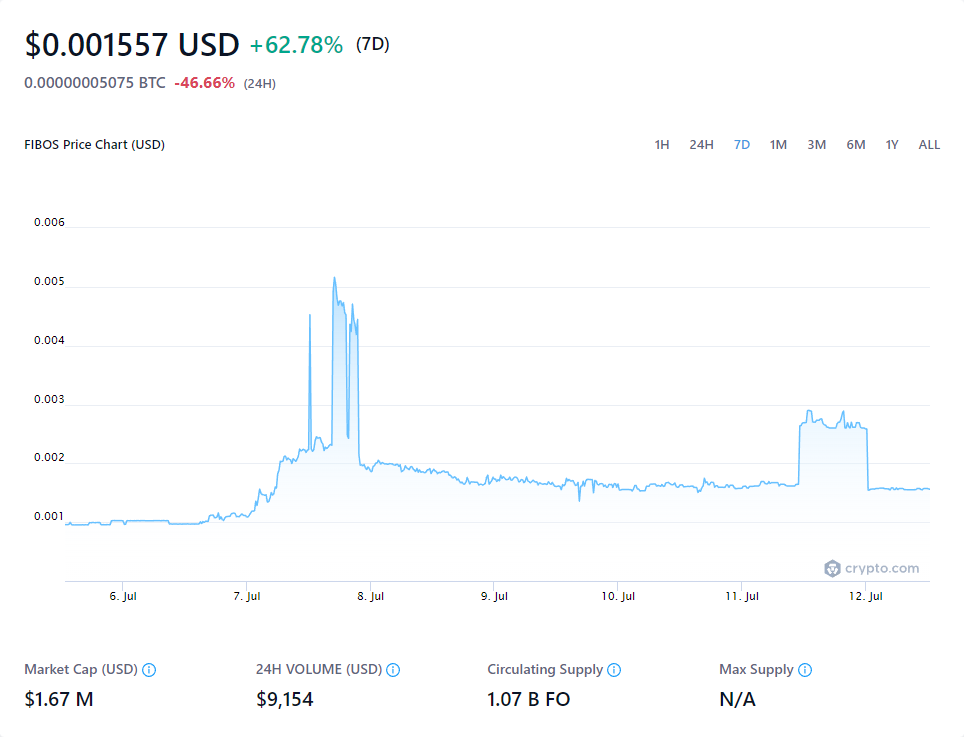 $0.001557 USD +62.78% (7D)
0.00000005075 BTC -46.66% (24H)
FIBOS Price Chart (USD) 1H 24H 7D 1M 3M 6M 1Y ALL
0.006
0.005
0.004
0.003
0.002
0.001
crypto.com
6. Jul 7. Jul 8. Jul 9. Jul 10. Jul 11. Jul 12. Jul
Market Cap (USD) 24H VOLUME (USD) Circulating Supply Max Supply
$1.67 M $9,154 1.07 B FO N/A